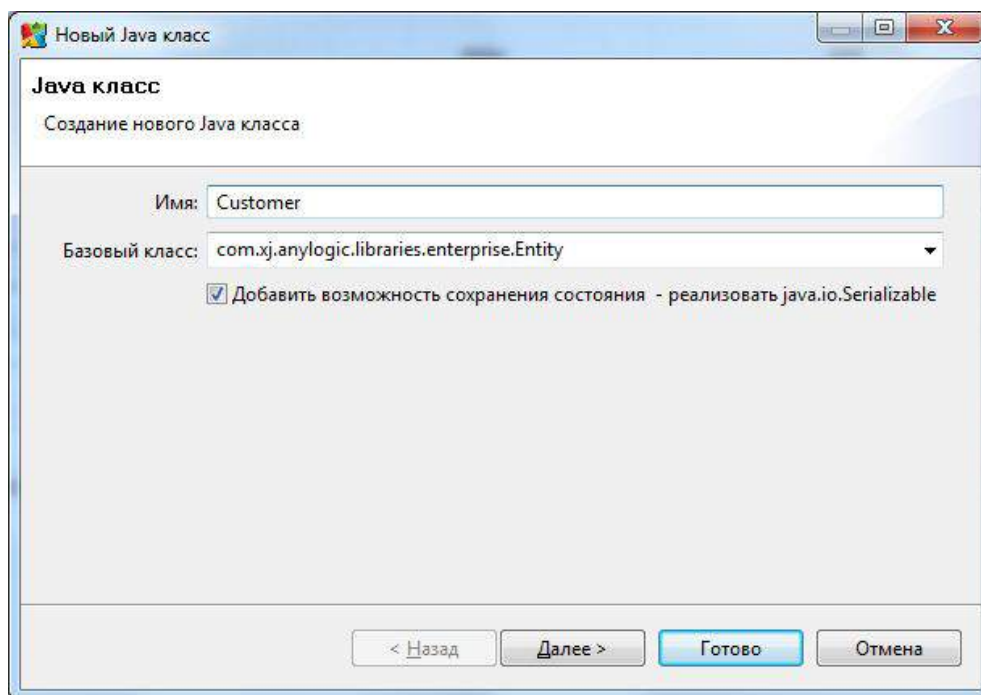 Новый Java класс
Java класс
Создание нового Java класса
Имя: Customer
Базовый класс: com.xj.anylogic.libraries.enterprise.Entity
Добавить возможность сохранения состояния - реализовать java.io.Serializable
< Назад Далее > Готово Отмена